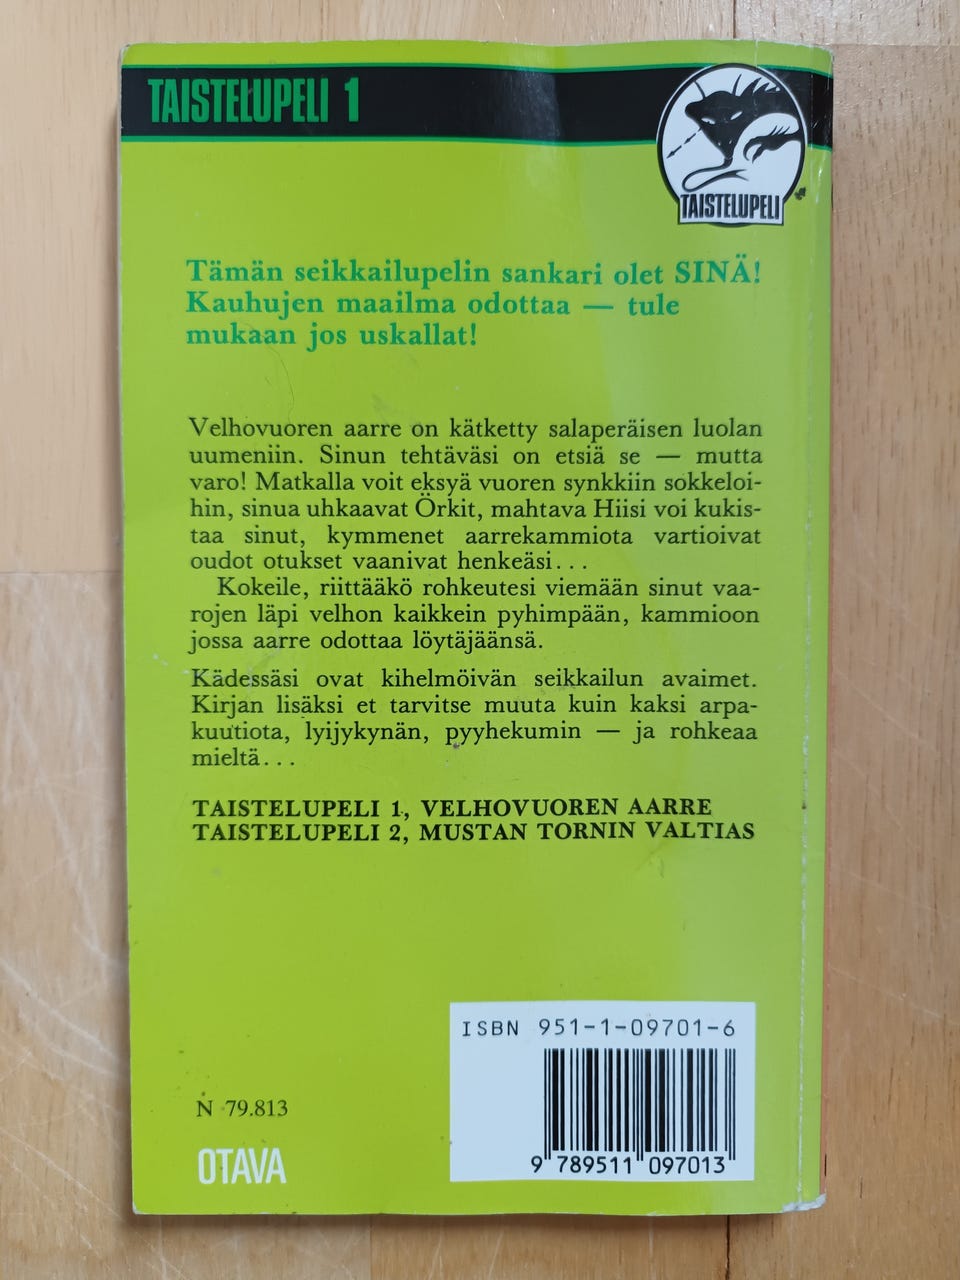 TAISTELUPELI 1
TAISTELUPELI
Tämän seikkailupelin sankari olet SINÄ!
Kauhujen maailma odottaa — tule
mukaan jos uskallat!
Velhovuoren aarre on kätketty salaperäisen luolan
uumeniin. Sinun tehtäväsi on etsiä se — mutta
varo! Matkalla voit eksyä vuoren synkkiin sokkeloi-
hin, sinua uhkaavat Örkit, mahtava Hiisi voi kukis-
taa sinut, kymmenet aarrekammiota vartioivat
oudot otukset vaanivat henkeäsi...
Kokeile, riittääkö rohkeutesi viemään sinut vaa-
rojen läpi velhon kaikkein pyhimpään, kammioon
jossa aarre odottaa löytäjäänsä.
Kädessäsi ovat kihelmöivän seikkailun avaimet.
Kirjan lisäksi et tarvitse muuta kuin kaksi arpa-
kuutiota, lyijykynän, pyyhekumin — ja rohkeaa
mieltä...
TAISTELUPELI 1, VELHOVUOREN AARRE
TAISTELUPELI 2, MUSTAN TORNIN VALTIAS
ISBN 951-1-09701-6
9 789511 097013
N 79.813
OTAVA